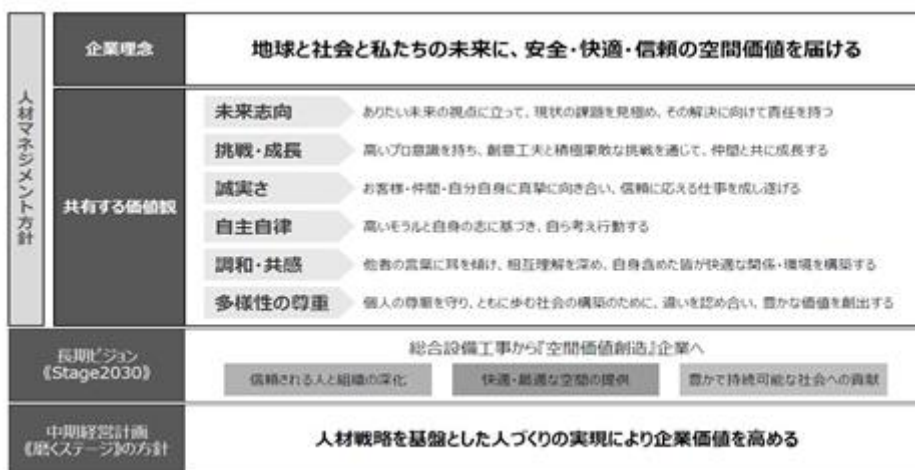 人材マネジメント方針
企業理念
地球と社会と私たちの未来に、安全・快適・信頼の空間価値を届ける
共有する価値観
未来志向
ありたい未来の視点に立って、現状の課題を見極め、その解決に向けて責任を持つ
挑戦・成長
高いプロ意識を持ち、創意工夫と積極果敢な挑戦を通じて、仲間と共に成長する
誠実さ
お客様・仲間・自分自身に真摯に向き合い、信頼に応える仕事を成し遂げる
自主自律
高いモラルと自身の志に基づき、自ら考え行動する
調和・共感
他者の言葉に耳を傾け、相互理解を深め、自身含めた皆が快適な関係・環境を構築する
多様性の尊重
個人の尊厳を守り、ともに歩む社会の構築のために、違いを認め合い、豊かな価値を創出する
長期ビジョン
《Stage2030》
総合設備工事から『空間価値創造』企業へ
信頼される人と組織の深化
快適・最適な空間の提供
豊かで持続可能な社会への貢献
中期経営計画
《磨くステージ》の方針
人材戦略を基盤とした人づくりの実現により企業価値を高める